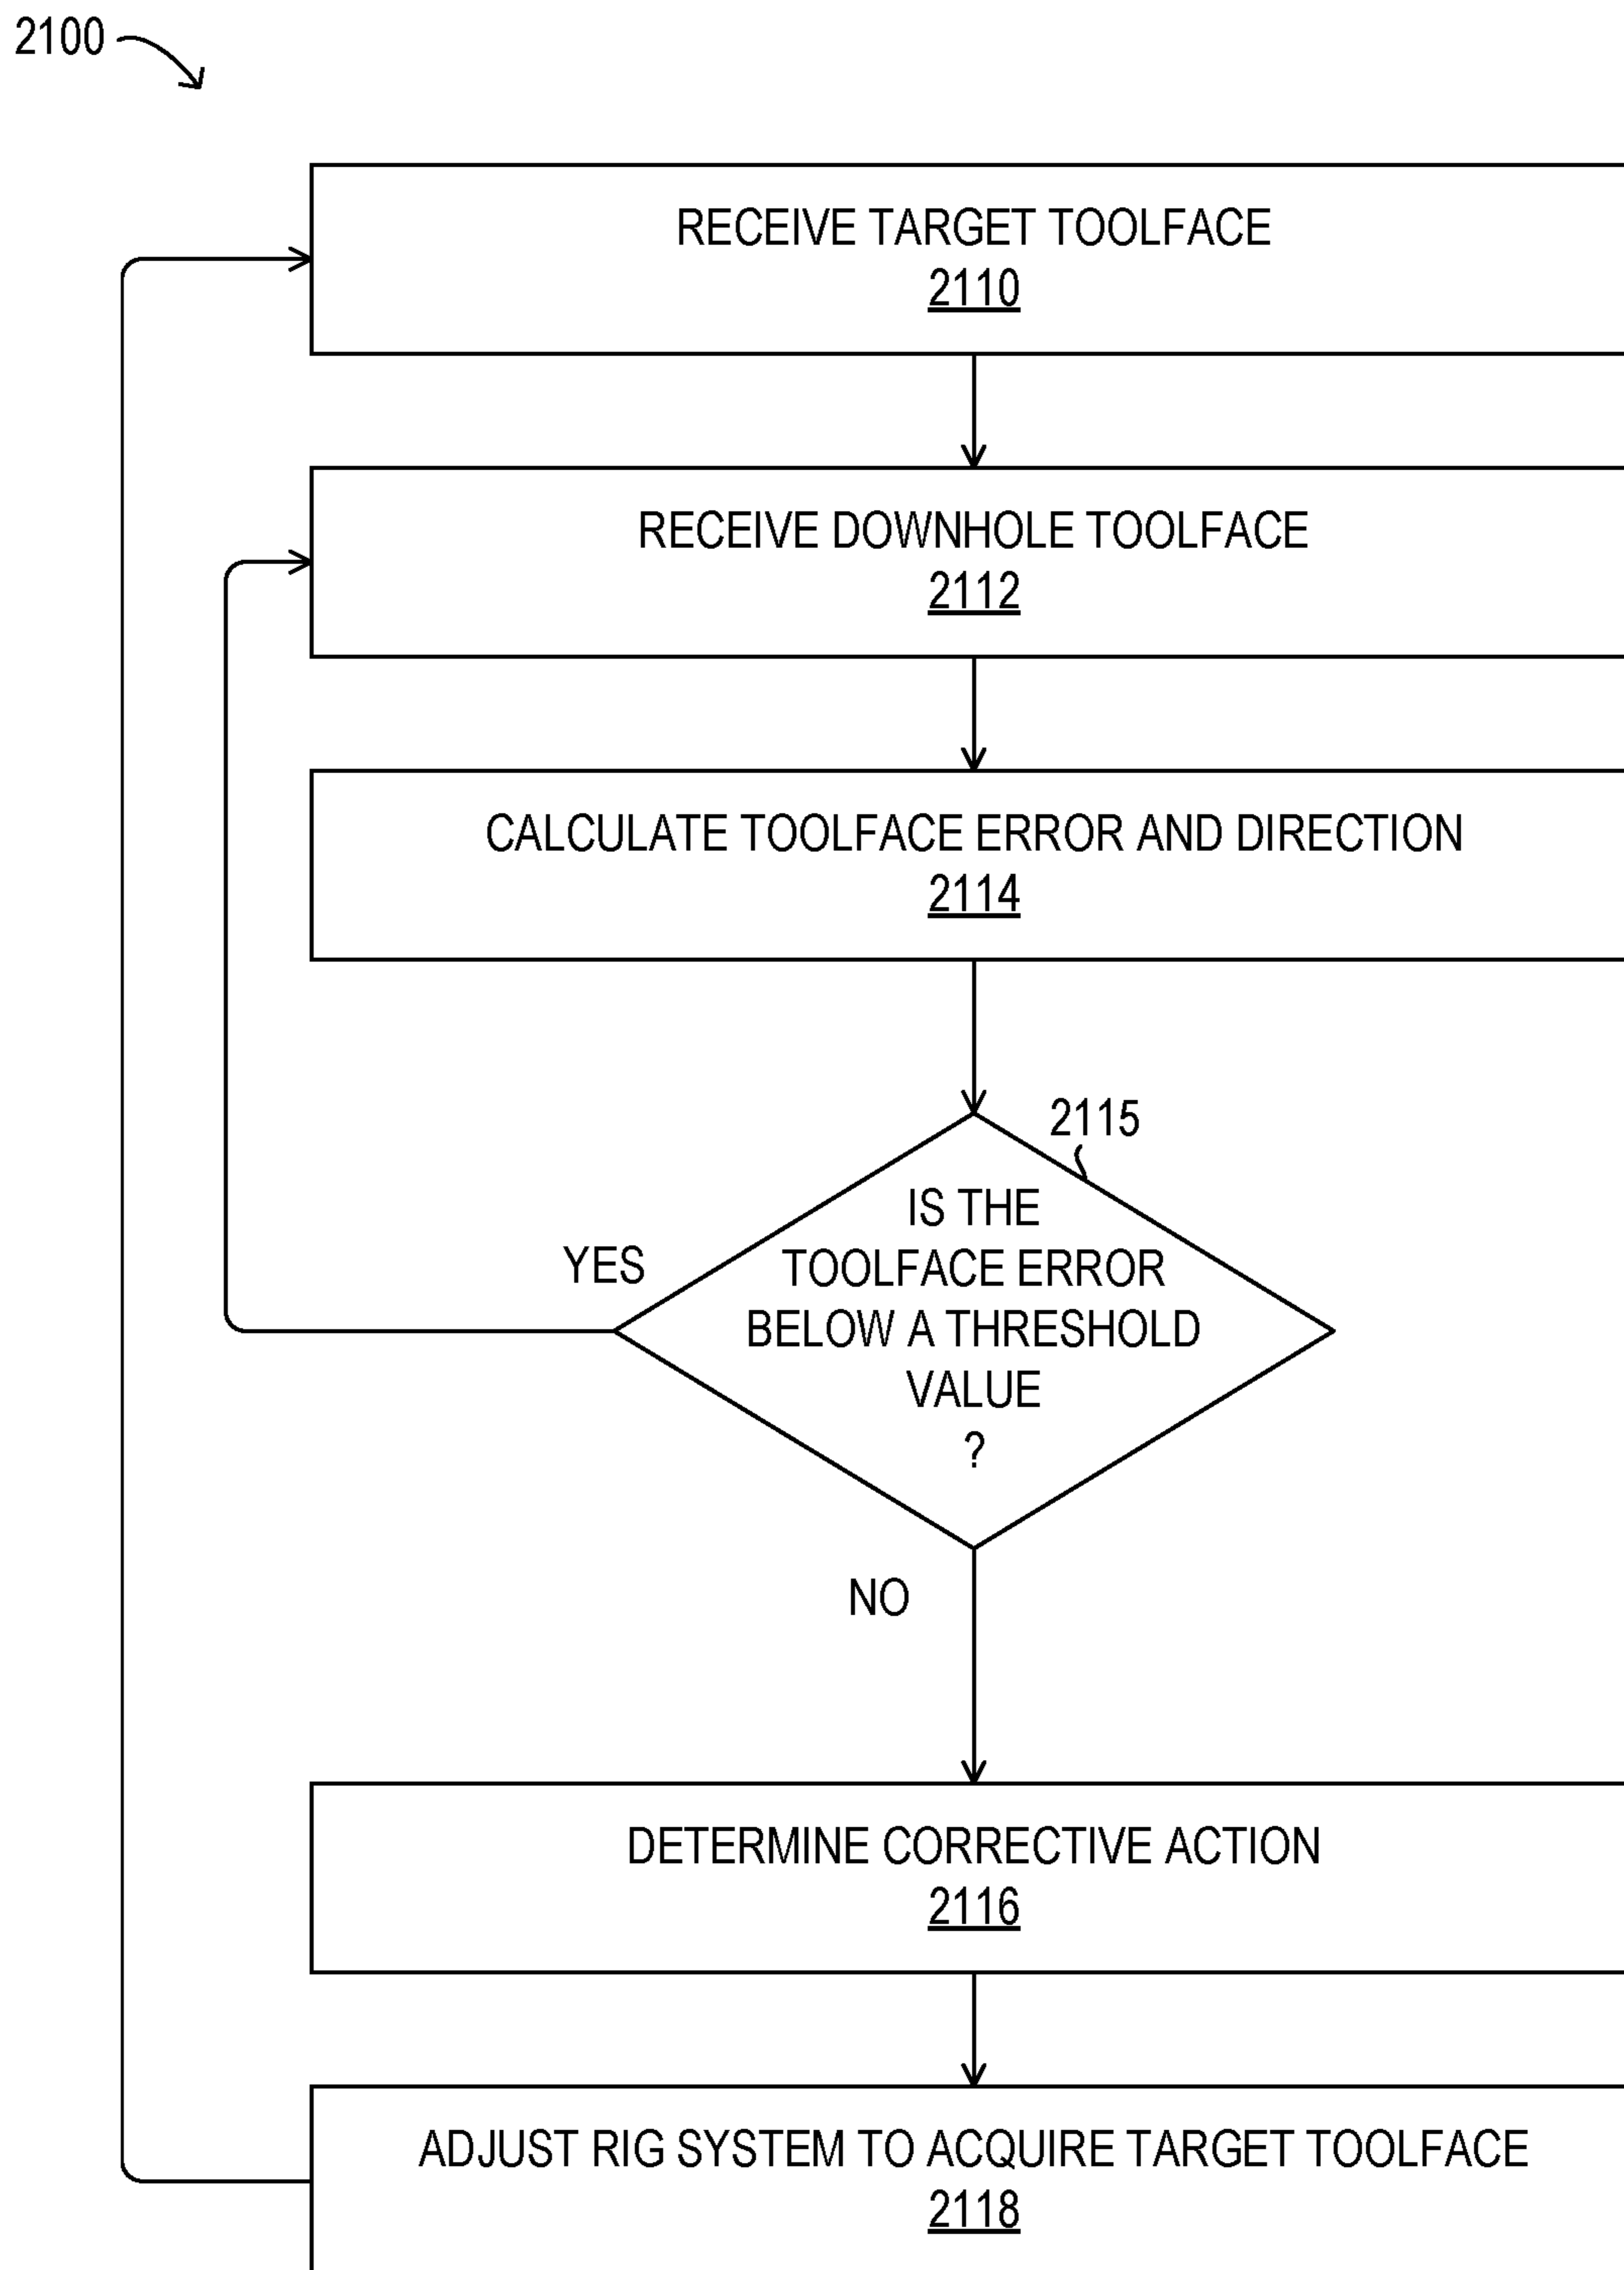 2100
RECEIVE TARGET TOOLFACE
2110
RECEIVE DOWNHOLE TOOLFACE
2112
CALCULATE TOOLFACE ERROR AND DIRECTION
2114
2115
IS THE
TOOLFACE ERROR
BELOW A THRESHOLD
VALUE
?
YES
NO
DETERMINE CORRECTIVE ACTION
2116
ADJUST RIG SYSTEM TO ACQUIRE TARGET TOOLFACE
2118